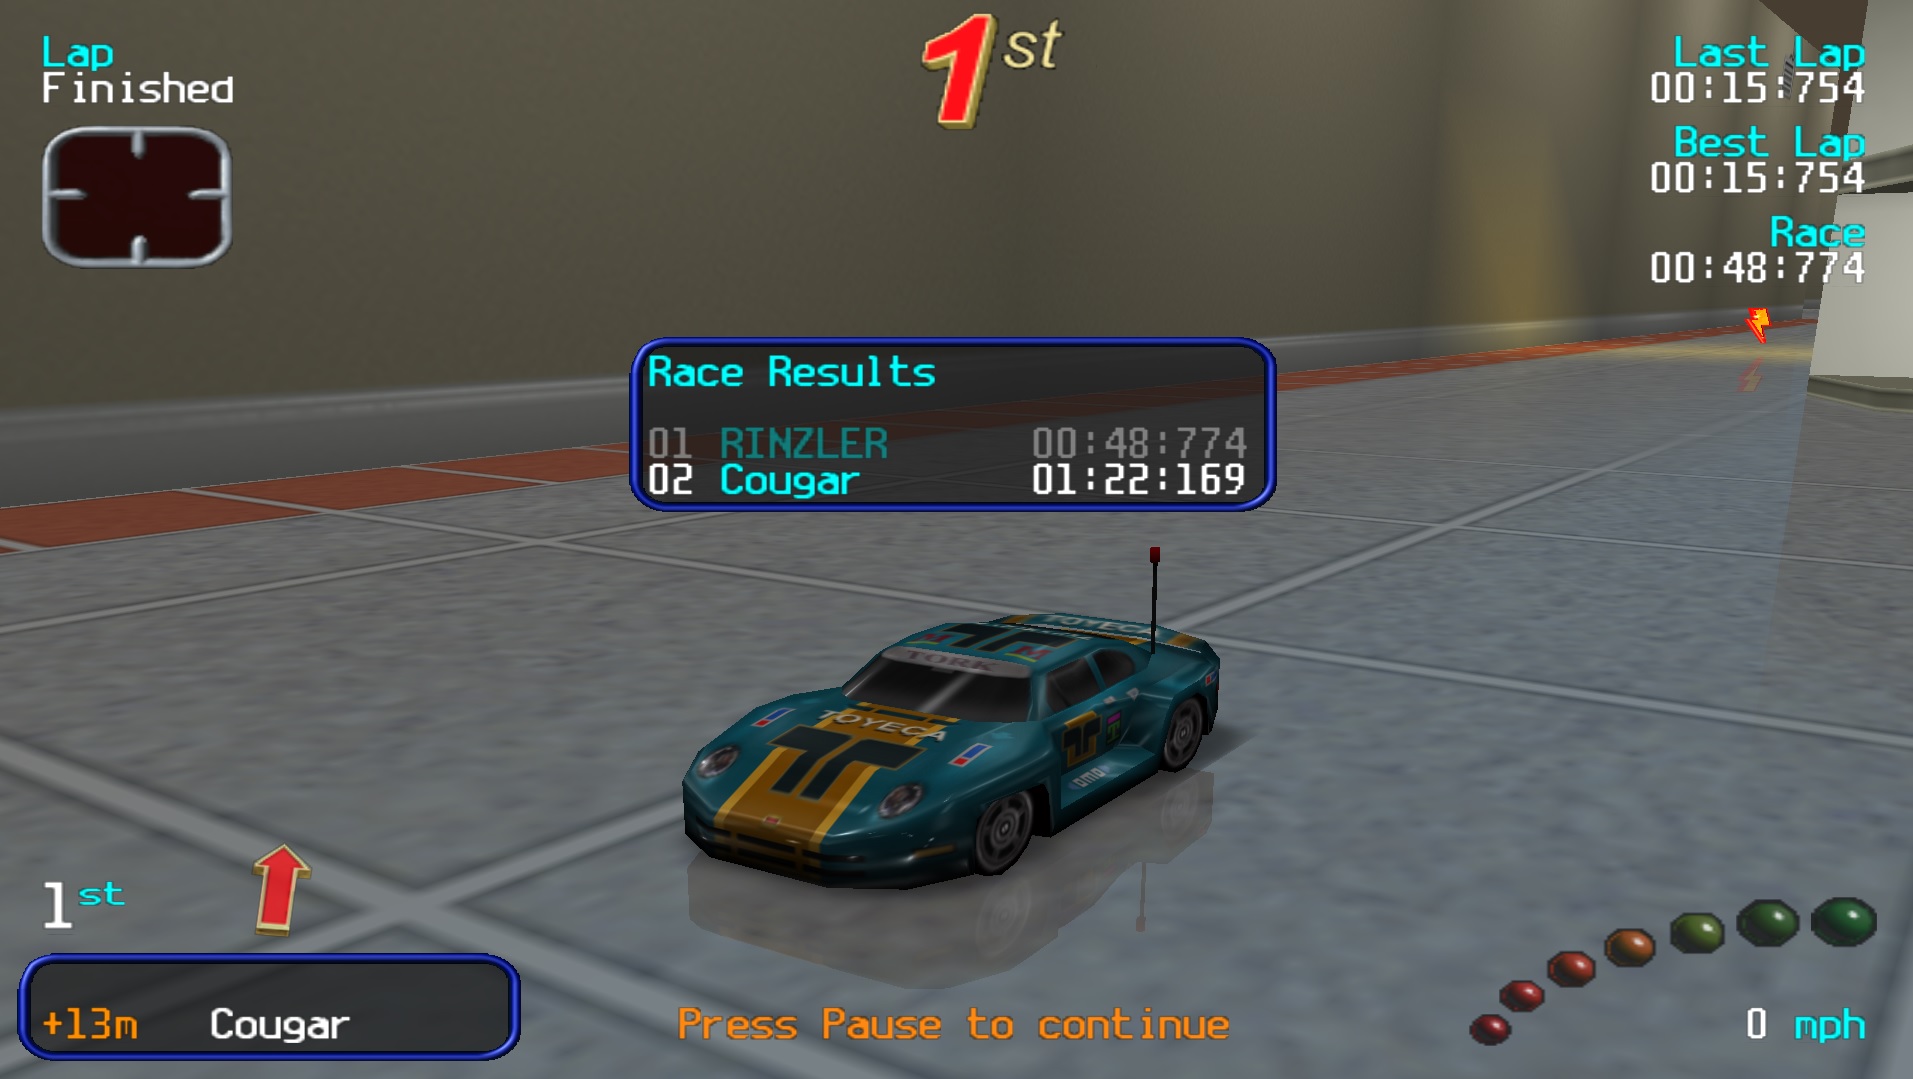 Lap
Finished
1st
Last Lap
00:15:754
Best Lap
00:15:754
Race
00:48:774
Race Results
01 RINZLER 00:48:774
02 Cougar 01:22:169
TOYECA
TORK
TOYECA
1st
+13m Cougar
Press Pause to continue
0 mph